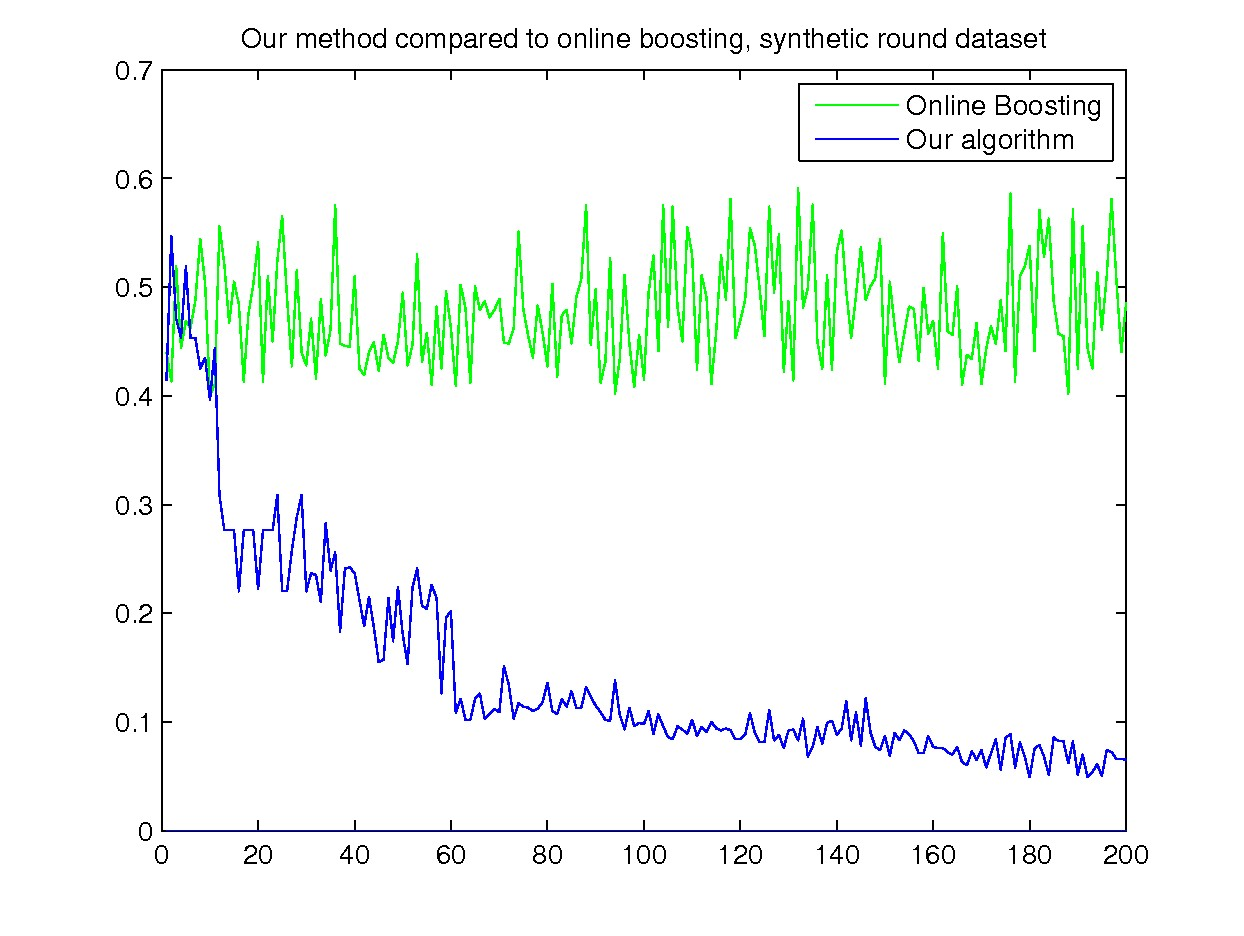 Our method compared to online boosting, synthetic round dataset
Online Boosting
Our algorithm
0.7
0.6
0.5
0.4
0.3
0.2
0.1
0
0 20 40 60 80 100 120 140 160 180 200